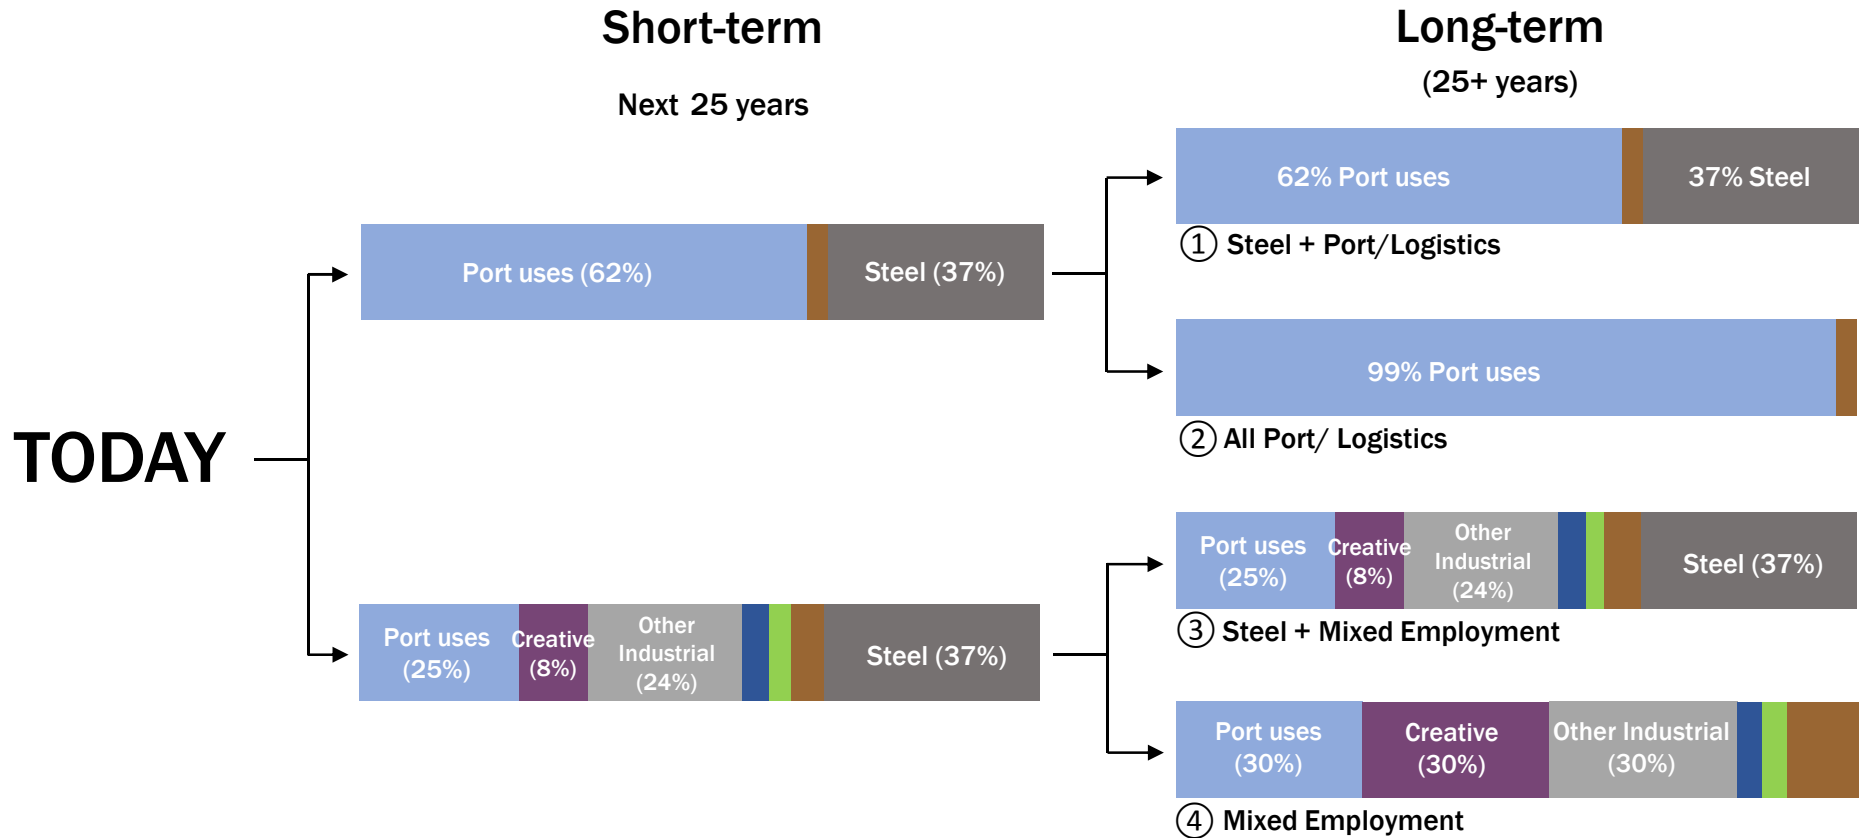 Short-term
Next 25 years
Long-term
(25+ years)
TODAY
Port uses (62%)
Steel (37%)
62% Port uses
37% Steel
① Steel + Port/Logistics
99% Port uses
② All Port/ Logistics
Port uses
(25%)
Creative
(8%)
Other
Industrial
(24%)
Steel (37%)
Port uses
(25%)
Creative
(8%)
Other
Industrial
(24%)
Steel (37%)
③ Steel + Mixed Employment
Port uses
(30%)
Creative
(30%)
Other Industrial
(30%)
④ Mixed Employment